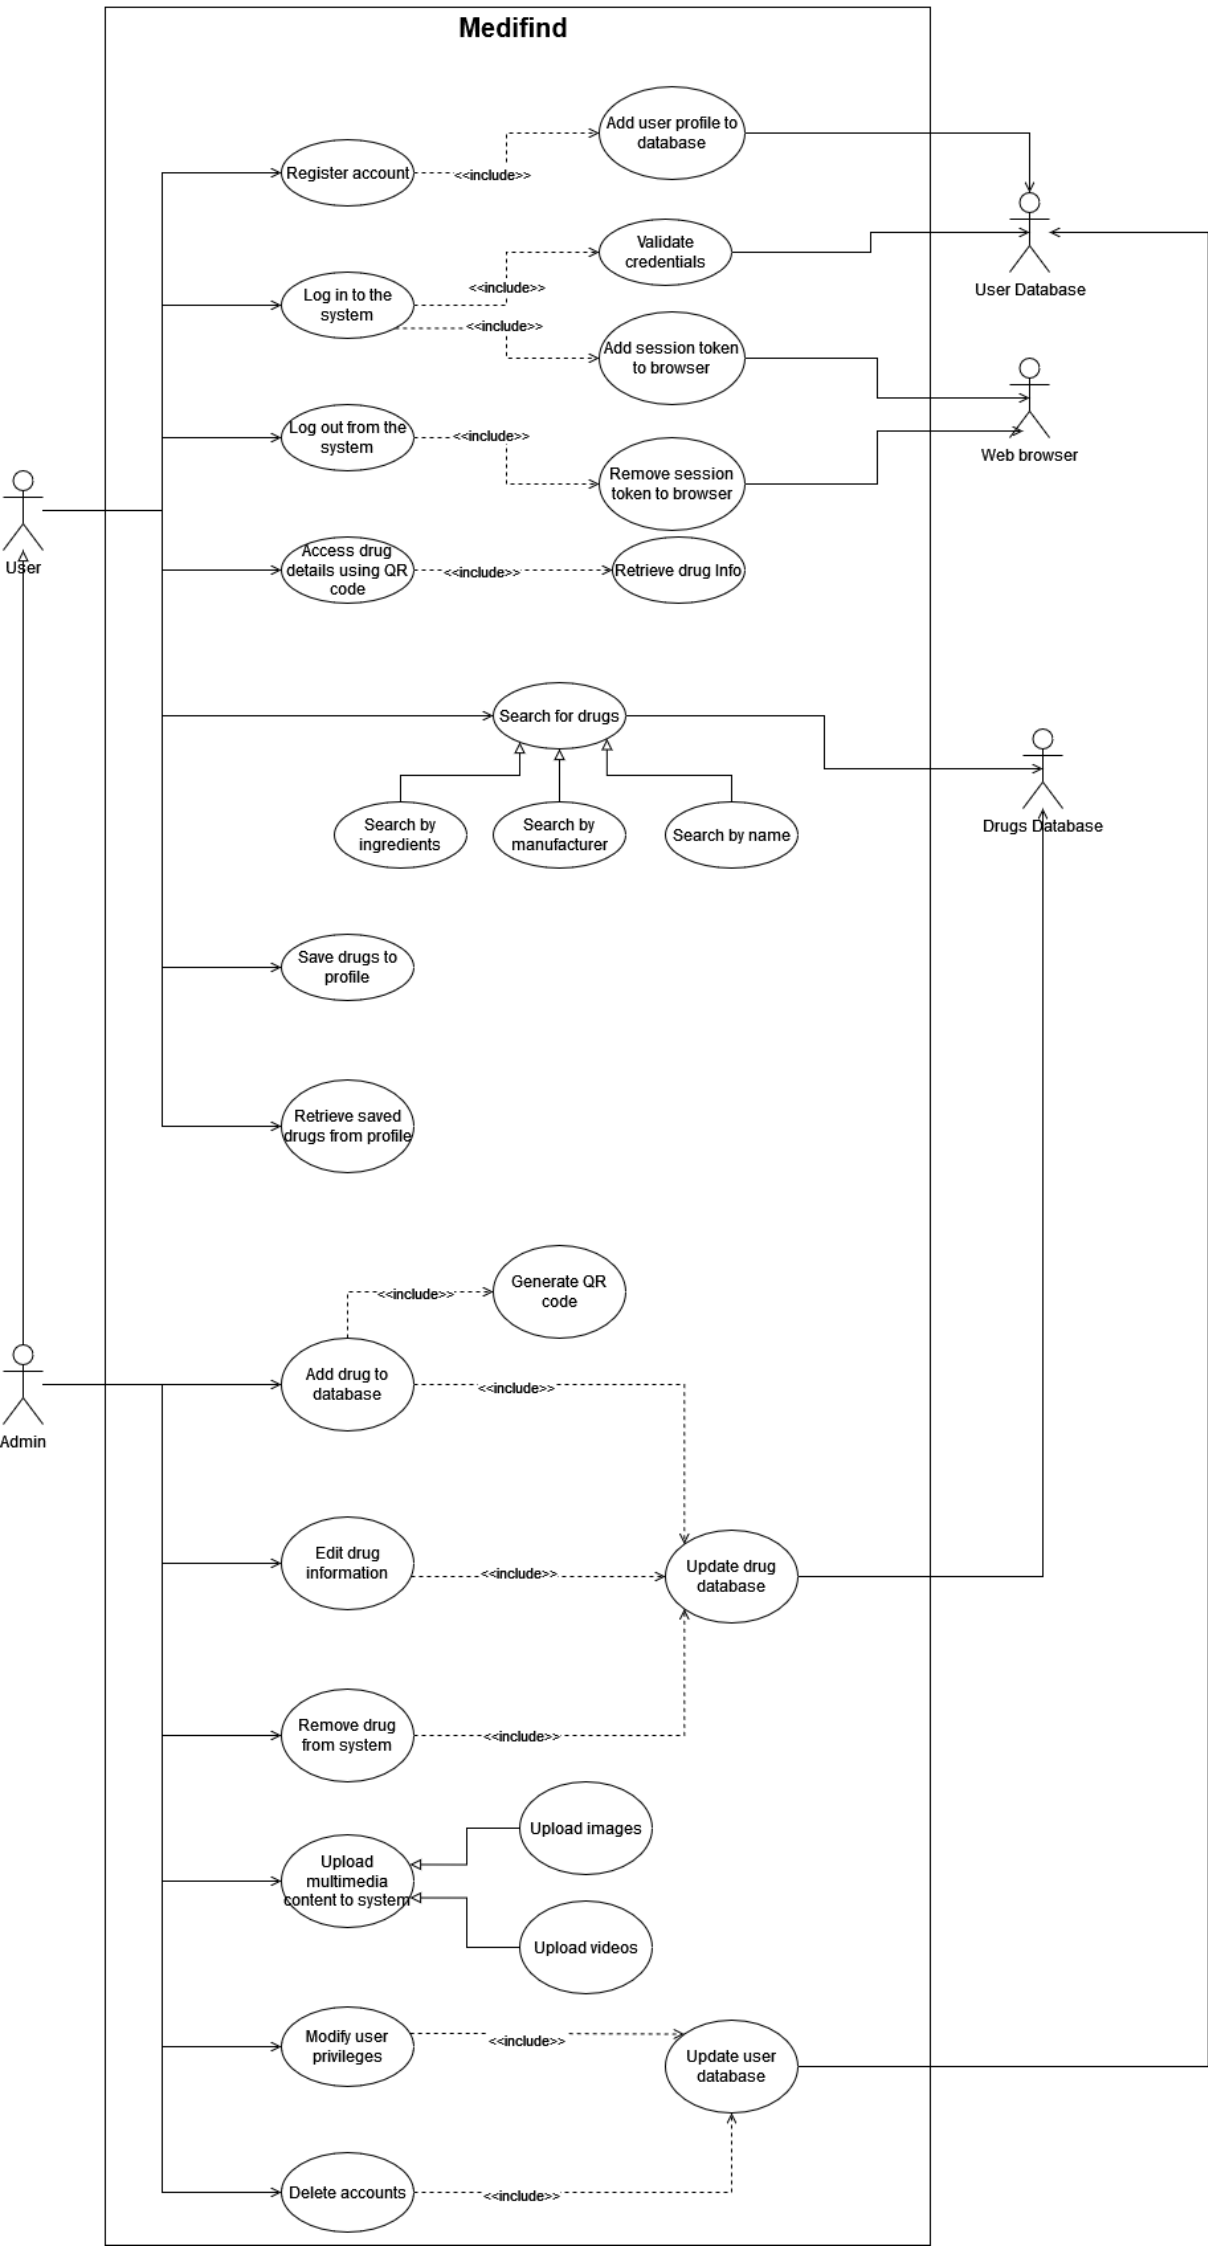 Medifind
Add user profile to
database
Register account
<<include>>
Validate
credentials
User Database
Log in to the
system
<<include>>
<<include>>
Add session token
to browser
Log out from the
system
<<include>>
Web browser
Remove session
token to browser
User
Access drug
details using QR
code
<<include>>
Retrieve drug Info
Search for drugs
Search by
ingredients
Search by
manufacturer
Search by name
Drugs Database
Save drugs to
profile
Retrieve saved
drugs from profile
Generate QR
code
<<include>>
Add drug to
database
<<include>>
Admin
Edit drug
information
<<include>>
Update drug
database
Remove drug
from system
<<include>>
Upload images
Upload
multimedia
content to system
Upload videos
Modify user
privileges
<<include>>
Update user
database
Delete accounts
<<include>>